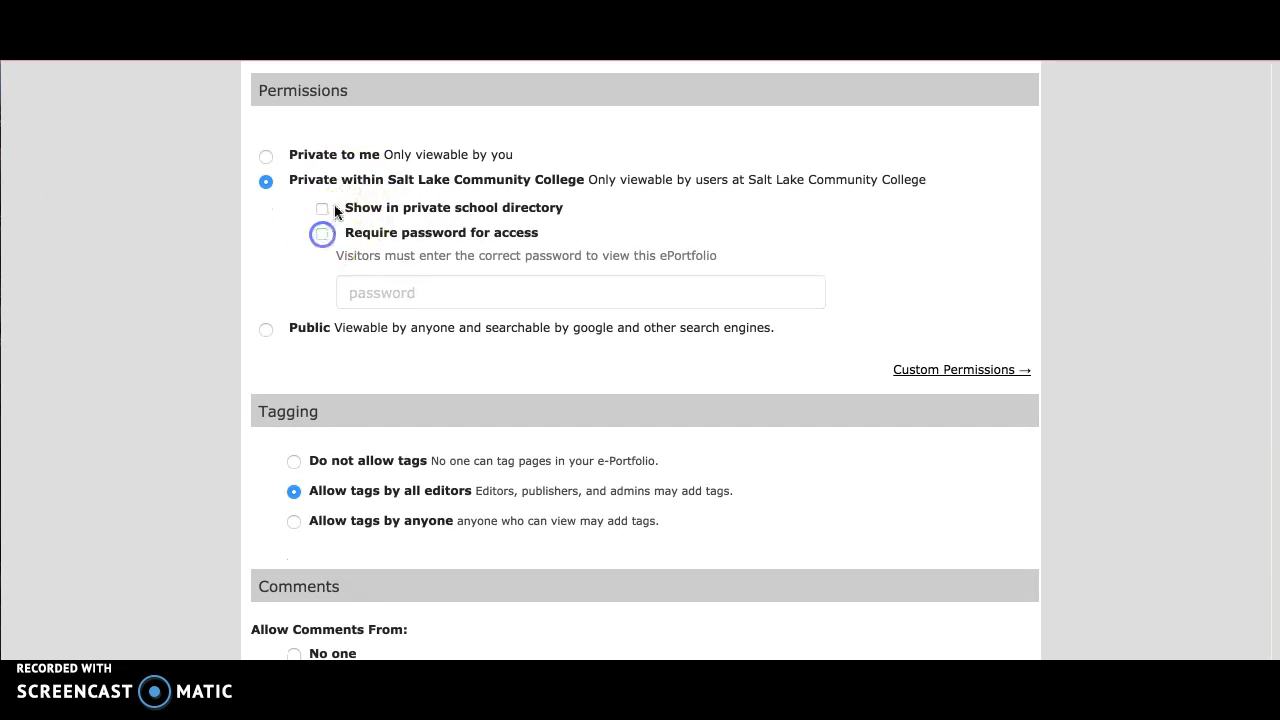 Permissions
Private to me Only viewable by you
Private within Salt Lake Community College Only viewable by users at Salt Lake Community College
Show in private school directory
Require password for access
Visitors must enter the correct password to view this ePortfolio
password
Public Viewable by anyone and searchable by google and other search engines.
Custom Permissions →
Tagging
Do not allow tags No one can tag pages in your e-Portfolio.
Allow tags by all editors Editors, publishers, and admins may add tags.
Allow tags by anyone anyone who can view may add tags.
Comments
Allow Comments From:
No one
RECORDED WITH
SCREENCAST MATIC